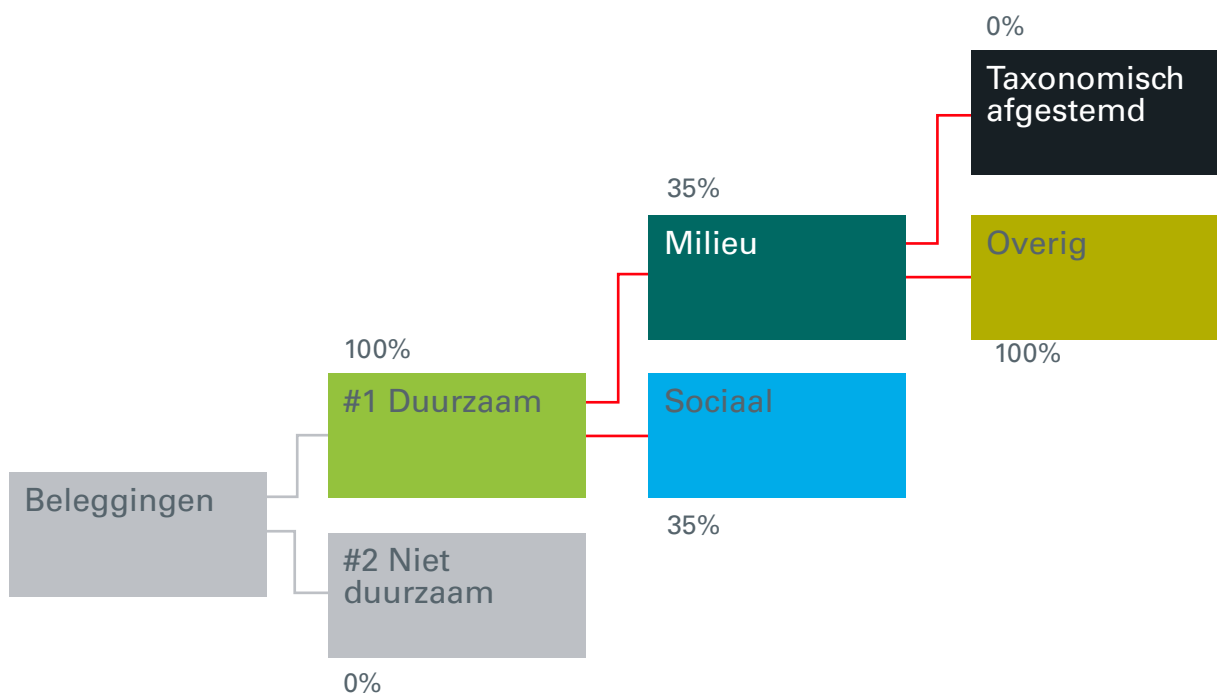 0%
Taxonomisch
afgestemd
35%
Milieu
Overig
100%
100%
#1 Duurzaam
Sociaal
Beleggingen
35%
#2 Niet
duurzaam
0%